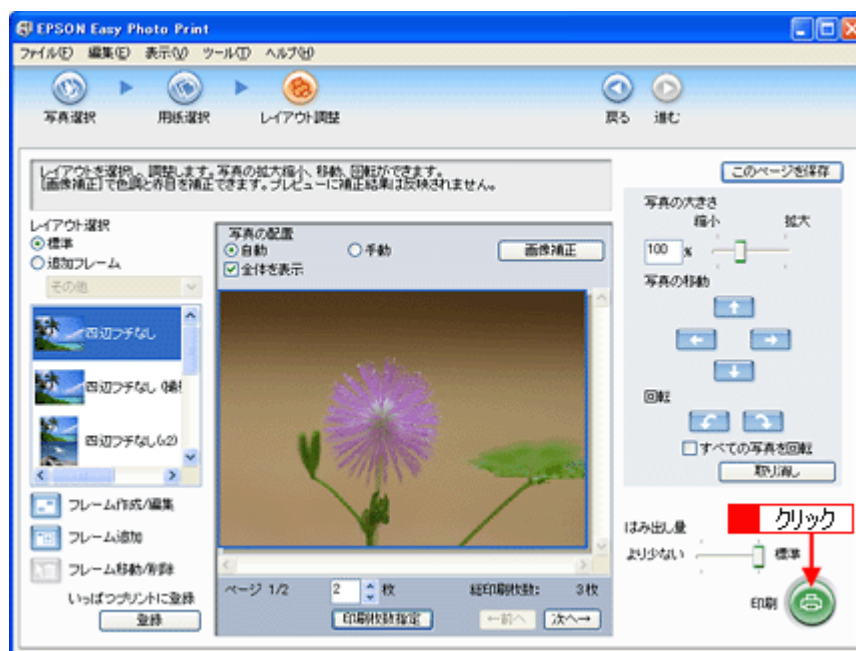 EPSON Easy Photo Print
ファイル(F) 編集(E) 表示(V) ツール(T) ヘルプ(H)
写真選択 用紙選択 レイアウト調整 戻る 進む
レイアウトを選択し、調整します。写真の拡大縮小、移動、回転ができます。
[画像補正]で色調と赤目を補正できます。プレビューに補正結果は反映されません。
このページを保存
レイアウト選択
標準
追加フレーム
その他
四辺フチなし
四辺フチなし
四辺フチなし(x2)
フレーム作成/編集
フレーム追加
フレーム移動/削除
いっぱつプリントに登録
登録
写真の配置
自動 手動 画像補正
全体を表示
ページ 1/2 2 枚 総印刷枚数: 3枚
印刷枚数指定 ←前へ 次へ→
写真の大きさ
縮小 拡大
100 %
写真の移動
回転
すべての写真を回転
取り消し
クリック
はみ出し量
より少ない 標準
印刷